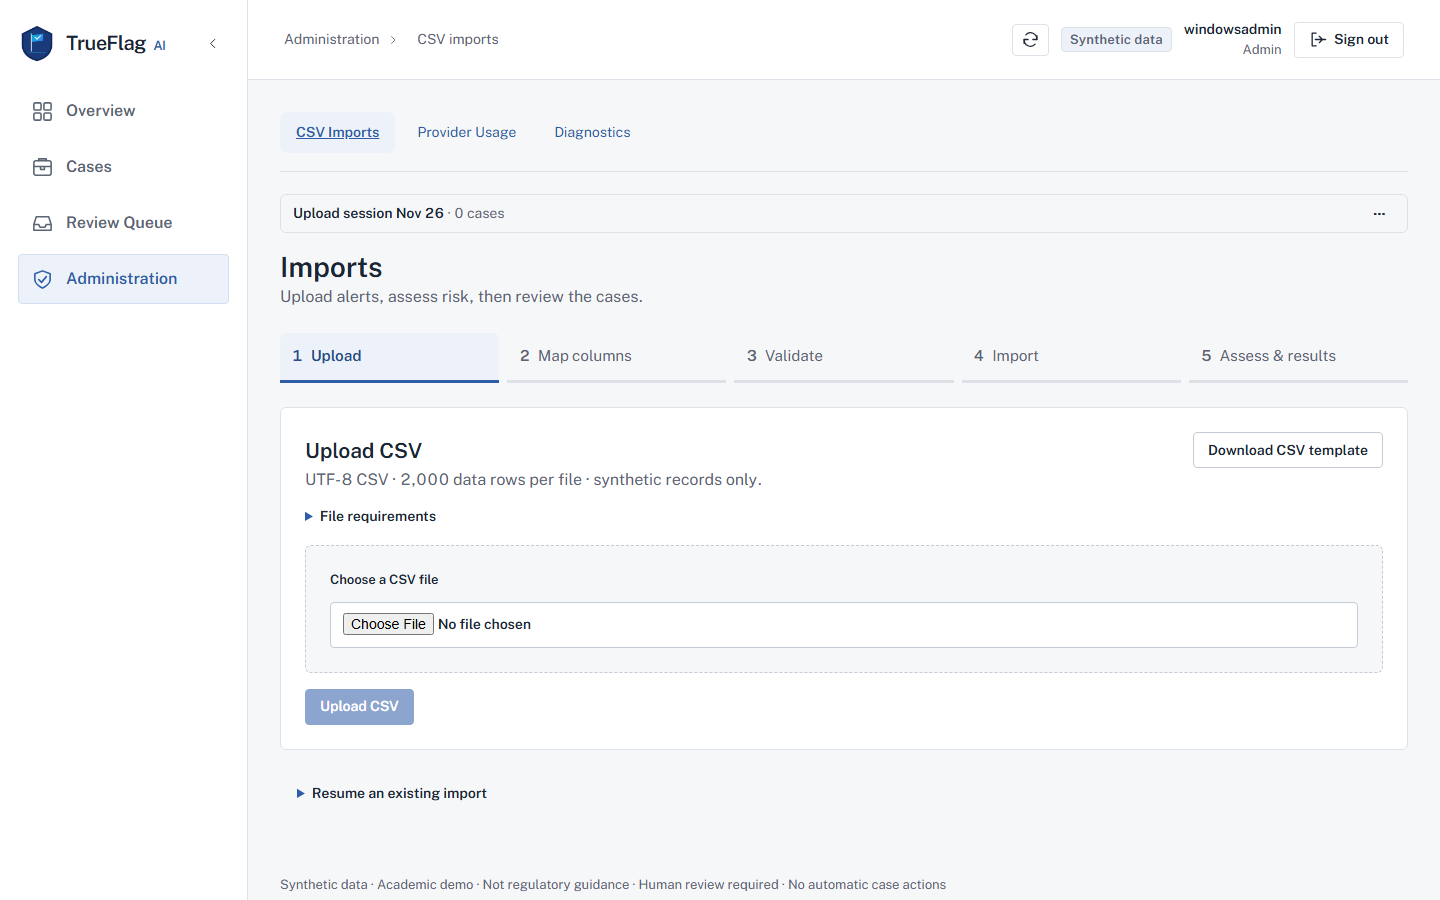 TrueFlag AI
Overview
Cases
Review Queue
Administration
Administration
CSV imports
Synthetic data
windowsadmin
Admin
Sign out
CSV Imports
Provider Usage
Diagnostics
Upload session Nov 26 · 0 cases
Imports
Upload alerts, assess risk, then review the cases.
1 Upload
2 Map columns
3 Validate
4 Import
5 Assess & results
Upload CSV
Download CSV template
UTF-8 CSV · 2,000 data rows per file · synthetic records only.
File requirements
Choose a CSV file
Choose File No file chosen
Upload CSV
Resume an existing import
Synthetic data · Academic demo · Not regulatory guidance · Human review required · No automatic case actions